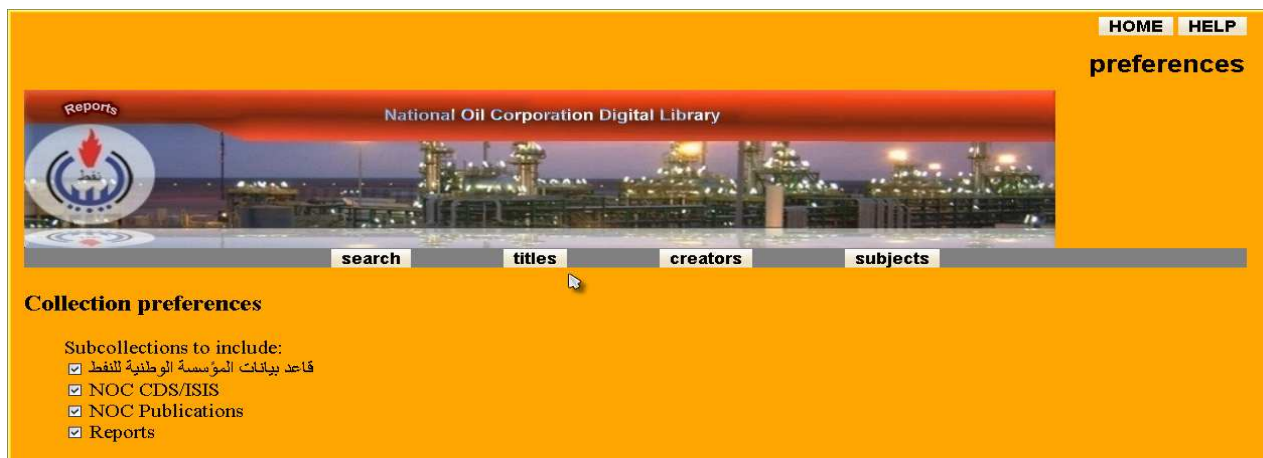 HOME HELP
preferences
Reports
National Oil Corporation Digital Library
نفط
search titles creators subjects
Collection preferences
Subcollections to include:
قاعد بيانات المؤسسة الوطنية للنفط
NOC CDS/ISIS
NOC Publications
Reports